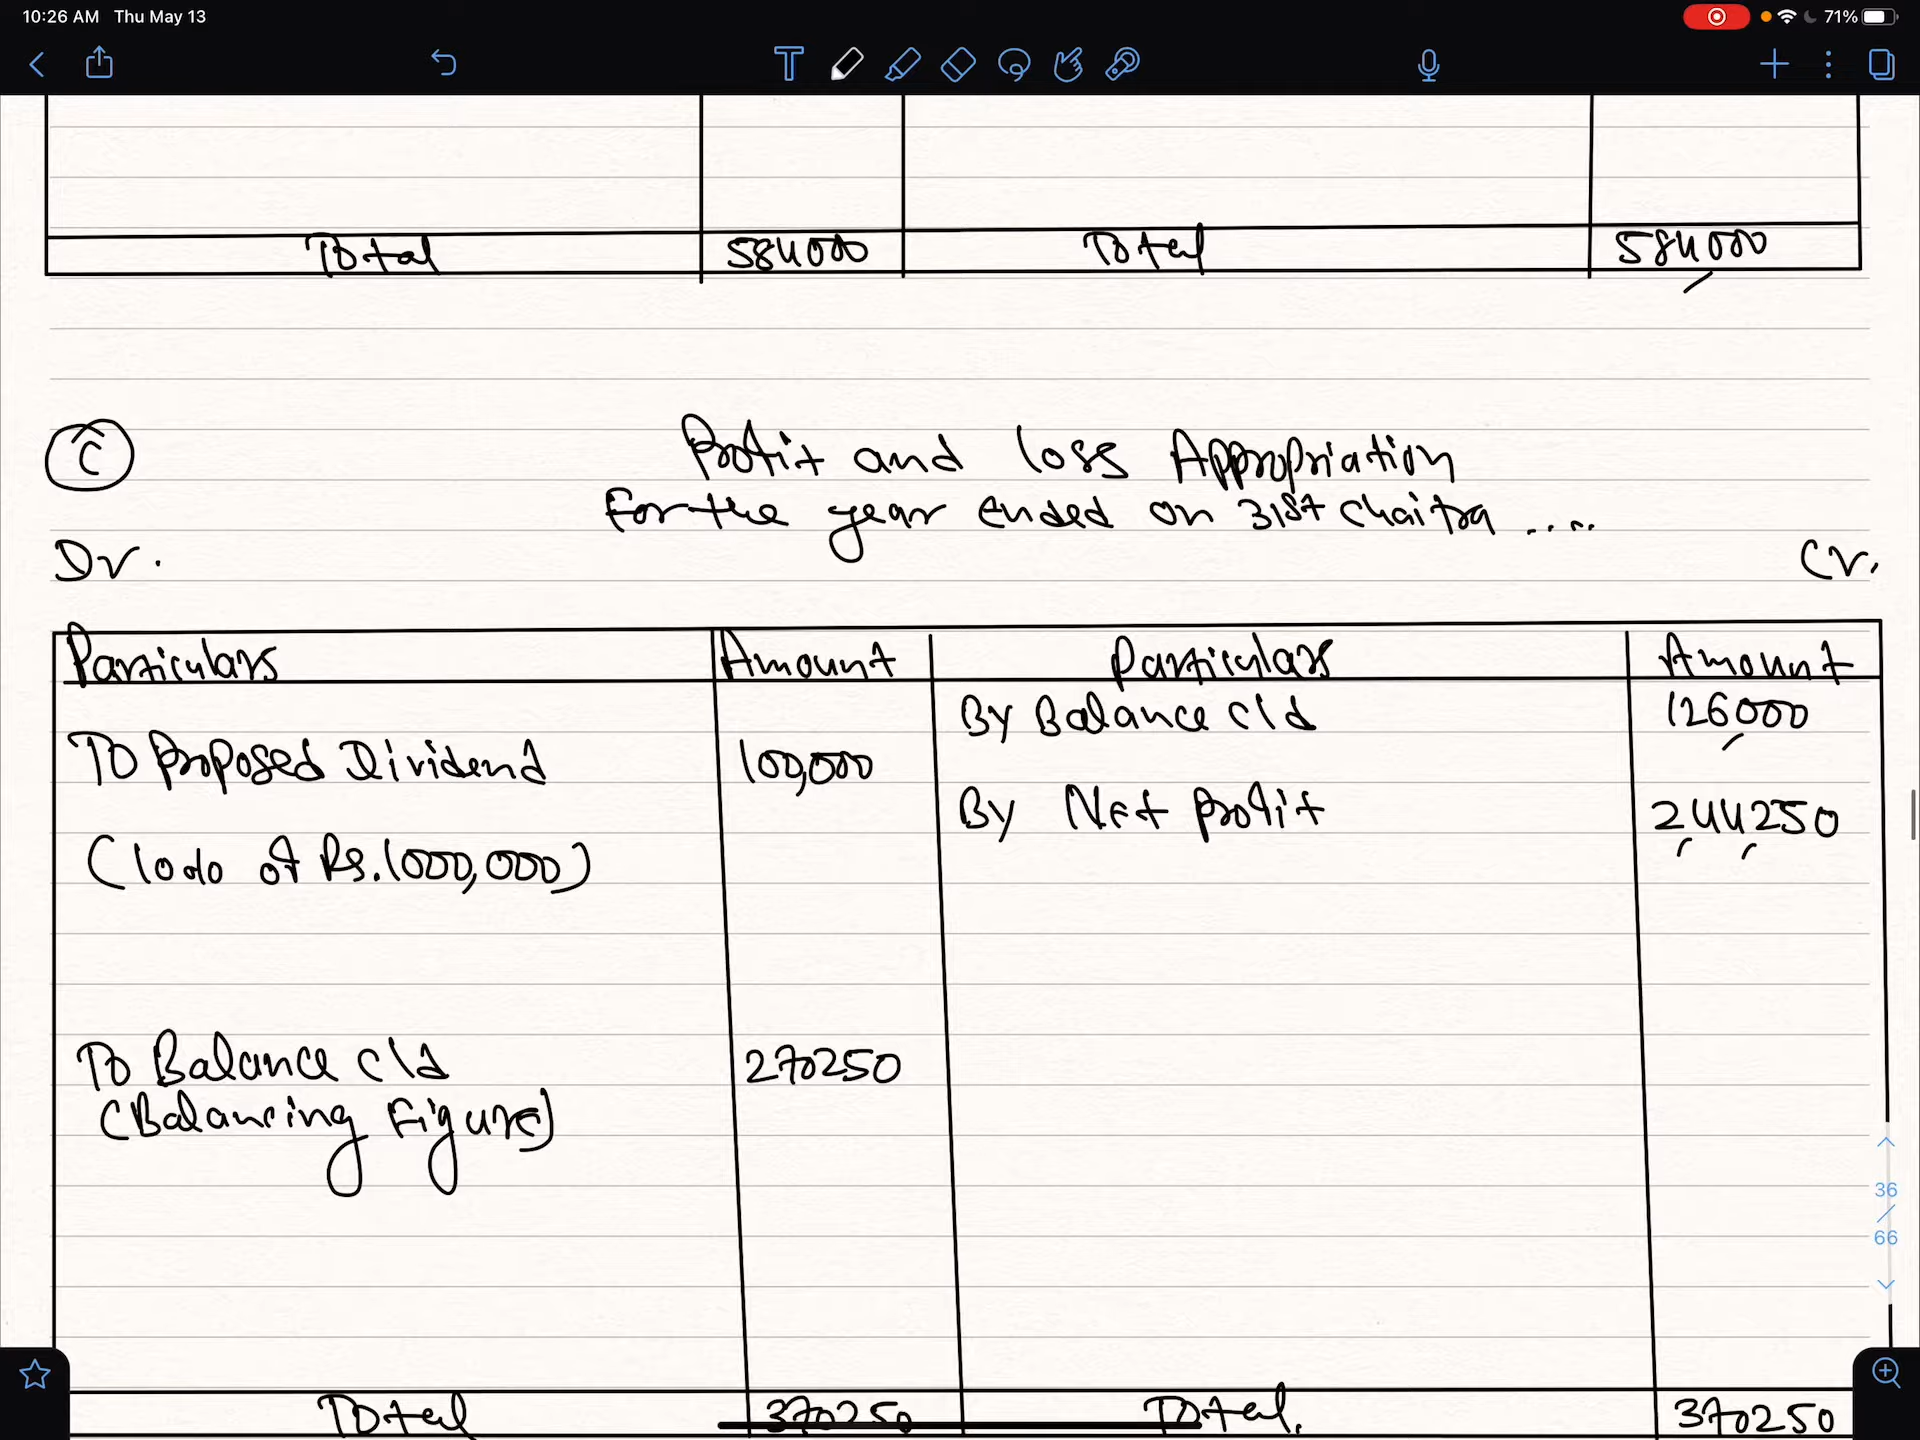 10:26 AM Thu May 13
71%
Total 584000 Total 584000
C
Profit and loss Appropriation
For the year ended on 31st Chaitra .....
Dr. Cr.
Particulars Amount Particulars Amount
By Balance c/d 126000
To Proposed Dividend 100,000
By Net profit 244250
(10% of Rs.1000,000)
To Balance c/d 270250
(Balancing Figure)
36
/
66
Total 370250 Total. 370250